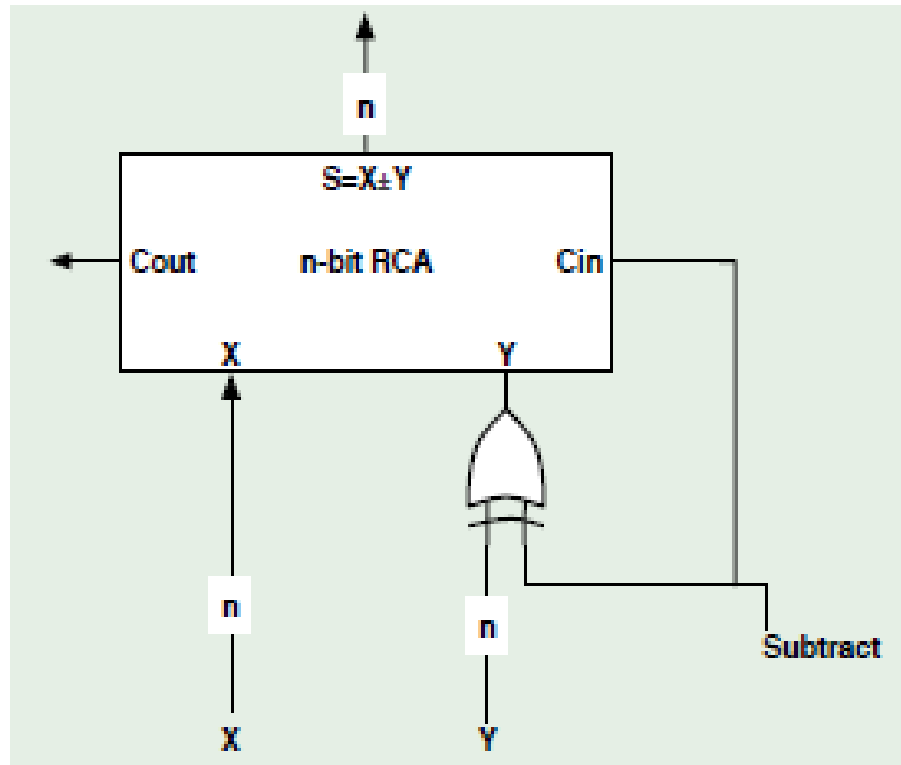 n
S=X±Y
Cout n-bit RCA Cin
X Y
n
n
Subtract
X Y